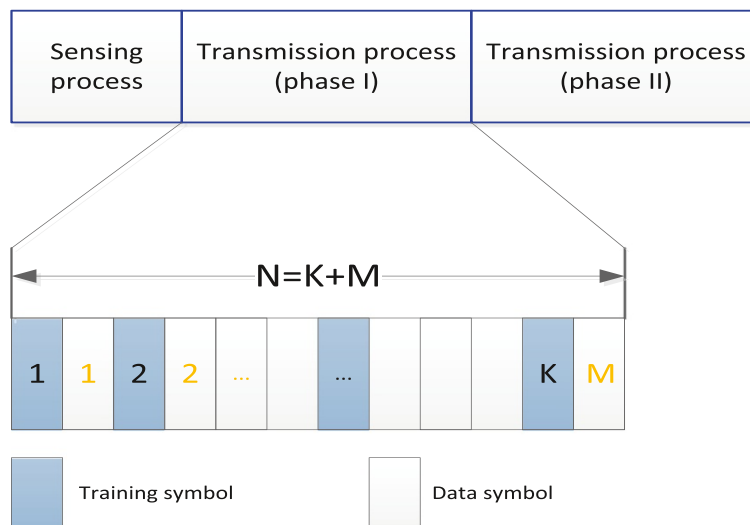 Sensing
process
Transmission process
(phase I)
Transmission process
(phase II)
N=K+M
1 1 2 2 ... ... K M
Training symbol
Data symbol